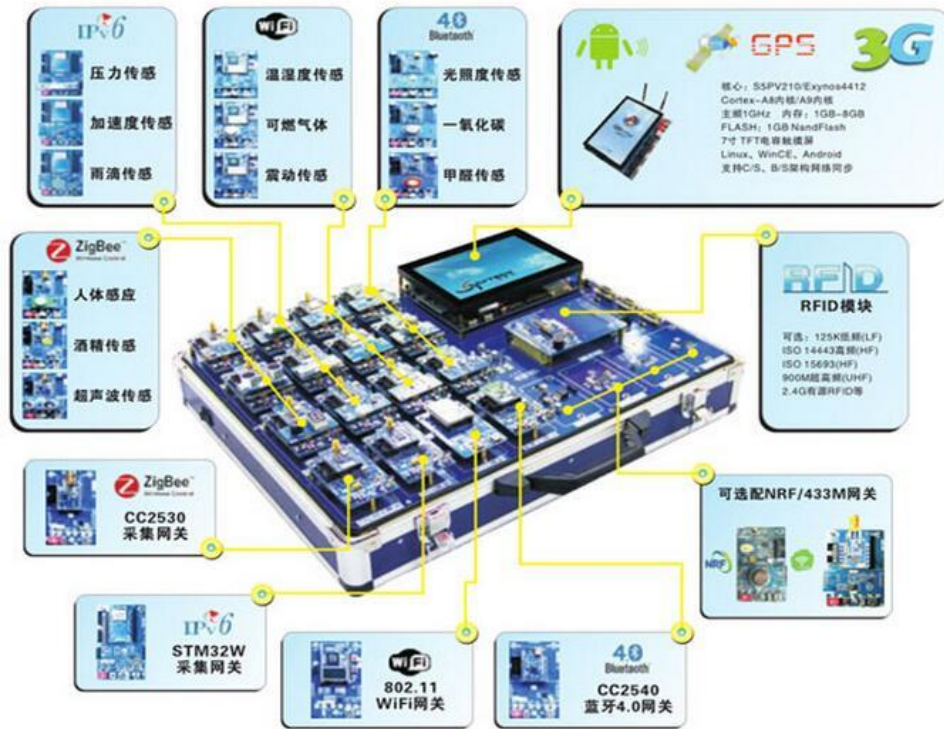 IPv6
压力传感
加速度传感
雨滴传感
WiFi
温湿度传感
可燃气体
震动传感
4.0
Bluetooth
光照度传感
一氧化碳
甲醛传感
GPS
3G
核心：S5PV210/Exynos4412
Cortex-A8内核/A9内核
主频1GHz 内存：1GB-8GB
FLASH：1GB NandFlash
7寸 TFT电容触摸屏
Linux、WinCE、Android
支持C/S、B/S架构网络同步
ZigBee™
Wireless Control
人体感应
酒精传感
超声波传感
RFID
RFID模块
可选：125K低频(LF)
ISO 14443高频(HF)
ISO 15693(HF)
900M超高频(UHF)
2.4G有源RFID等
ZigBee™
Wireless Control
CC2530
采集网关
可选配NRF/433M网关
NRF
IPv6
STM32W
采集网关
WiFi
802.11
WiFi网关
4.0
Bluetooth
CC2540
蓝牙4.0网关